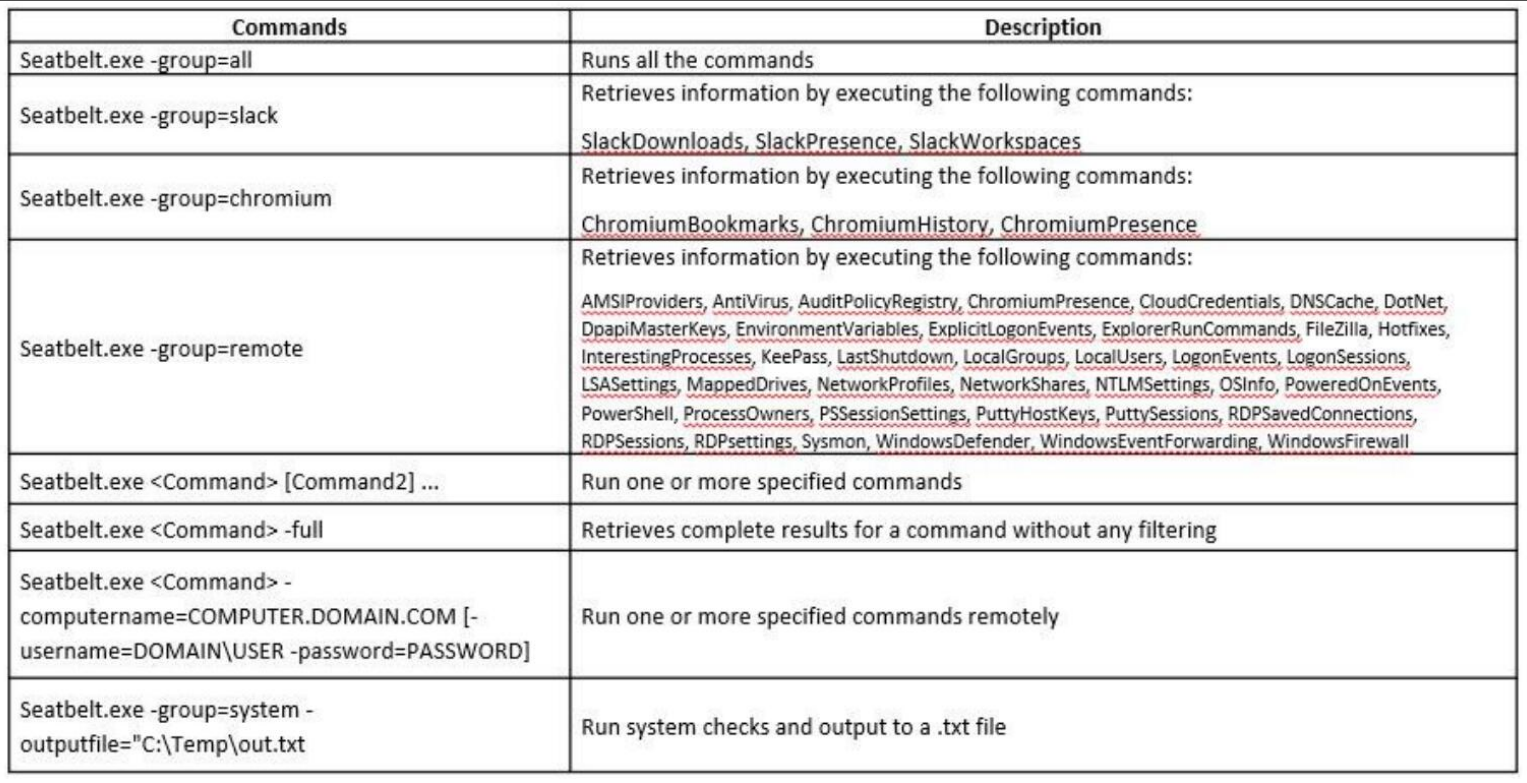 Commands
Description
Seatbelt.exe -group=all
Runs all the commands
Seatbelt.exe -group=slack
Retrieves information by executing the following commands:
SlackDownloads, SlackPresence, SlackWorkspaces
Seatbelt.exe -group=chromium
Retrieves information by executing the following commands:
ChromiumBookmarks, ChromiumHistory, ChromiumPresence
Seatbelt.exe -group=remote
Retrieves information by executing the following commands:
AMSIProviders, AntiVirus, AuditPolicyRegistry, ChromiumPresence, CloudCredentials, DNSCache, DotNet,
DpapiMasterKeys, EnvironmentVariables, ExplicitLogonEvents, ExplorerRunCommands, FileZilla, Hotfixes,
InterestingProcesses, KeePass, LastShutdown, LocalGroups, LocalUsers, LogonEvents, LogonSessions,
LSASettings, MappedDrives, NetworkProfiles, NetworkShares, NTLMSettings, OSInfo, PoweredOnEvents,
PowerShell, ProcessOwners, PSSessionSettings, PuttyHostKeys, PuttySessions, RDPSavedConnections,
RDPSessions, RDPsettings, Sysmon, WindowsDefender, WindowsEventForwarding, WindowsFirewall
Seatbelt.exe <Command> [Command2] ...
Run one or more specified commands
Seatbelt.exe <Command> -full
Retrieves complete results for a command without any filtering
Seatbelt.exe <Command> -
computername=COMPUTER.DOMAIN.COM [-
username=DOMAIN\USER -password=PASSWORD]
Run one or more specified commands remotely
Seatbelt.exe -group=system -
outputfile="C:\Temp\out.txt
Run system checks and output to a .txt file